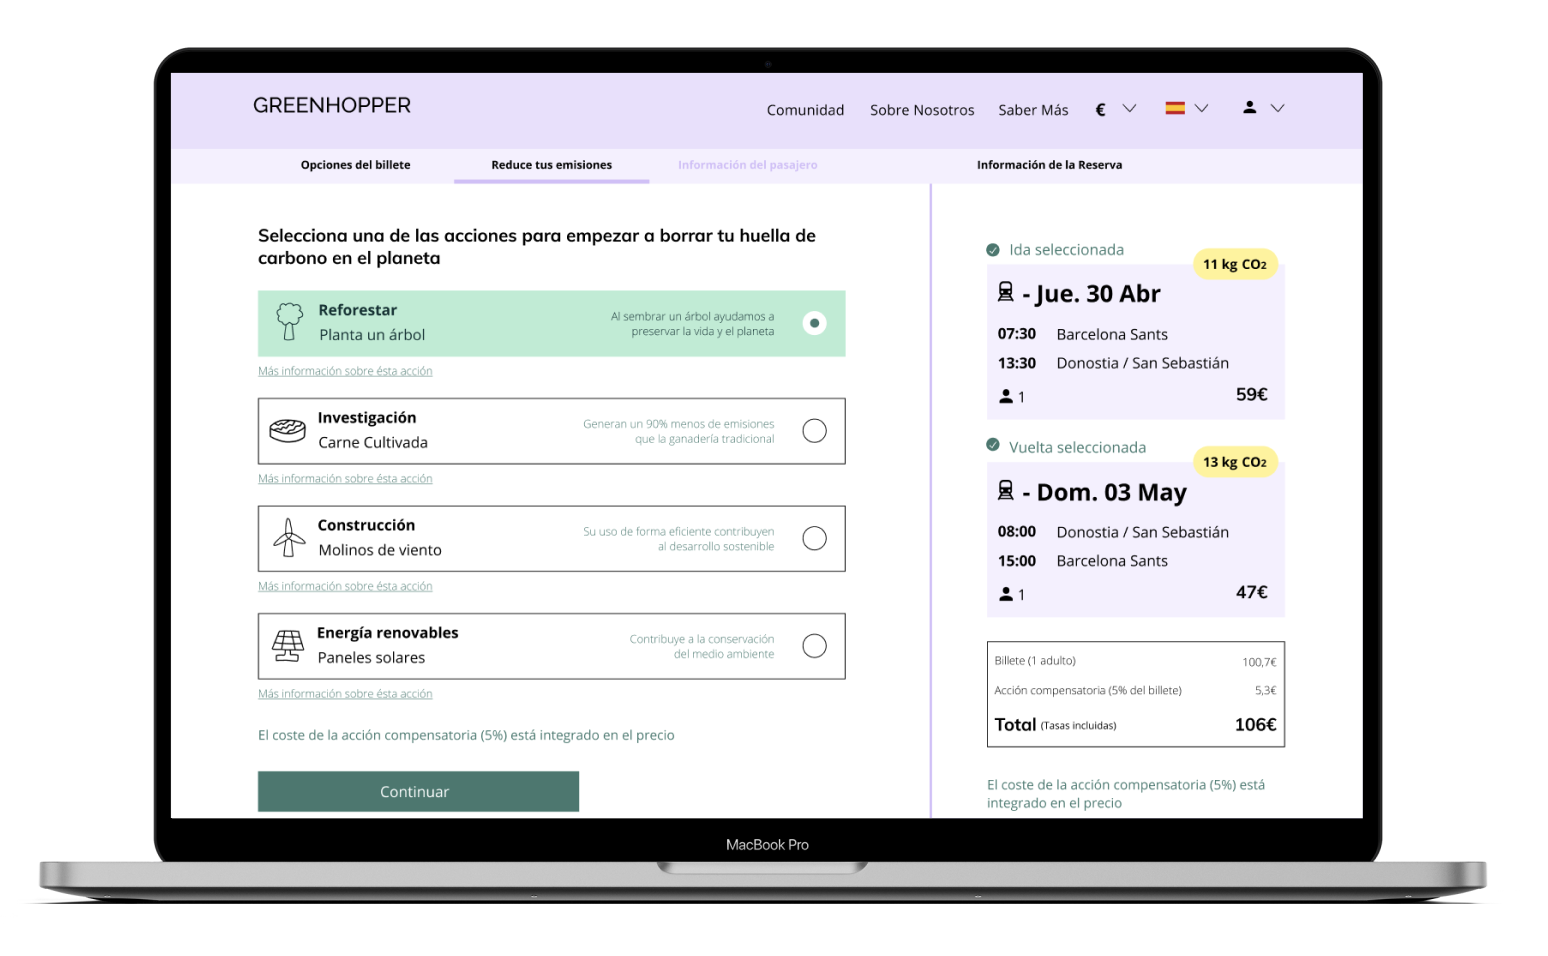 GREENHOPPER
Comunidad Sobre Nosotros Saber Más €
Opciones del billete Reduce tus emisiones Información del pasajero Información de la Reserva
Selecciona una de las acciones para empezar a borrar tu huella de
carbono en el planeta
Reforestar
Planta un árbol
Al sembrar un árbol ayudamos a
preservar la vida y el planeta
Más información sobre ésta acción
Investigación
Carne Cultivada
Generan un 90% menos de emisiones
que la ganadería tradicional
Más información sobre ésta acción
Construcción
Molinos de viento
Su uso de forma eficiente contribuyen
al desarrollo sostenible
Más información sobre ésta acción
Energía renovables
Paneles solares
Contribuye a la conservación
del medio ambiente
Más información sobre ésta acción
El coste de la acción compensatoria (5%) está integrado en el precio
Continuar
Ida seleccionada
11 kg CO2
- Jue. 30 Abr
07:30 Barcelona Sants
13:30 Donostia / San Sebastián
1 59€
Vuelta seleccionada
13 kg CO2
- Dom. 03 May
08:00 Donostia / San Sebastián
15:00 Barcelona Sants
1 47€
Billete (1 adulto) 100,7€
Acción compensatoria (5% del billete) 5,3€
Total (Tasas incluidas) 106€
El coste de la acción compensatoria (5%) está
integrado en el precio
MacBook Pro